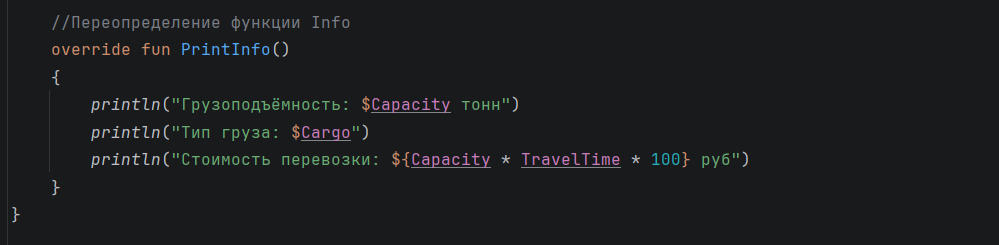 //Переопределение функции Info
override fun PrintInfo()
{
println("Грузоподъёмность: $Capacity тонн")
println("Тип груза: $Cargo")
println("Стоимость перевозки: ${Capacity * TravelTime * 100} руб")
}
}